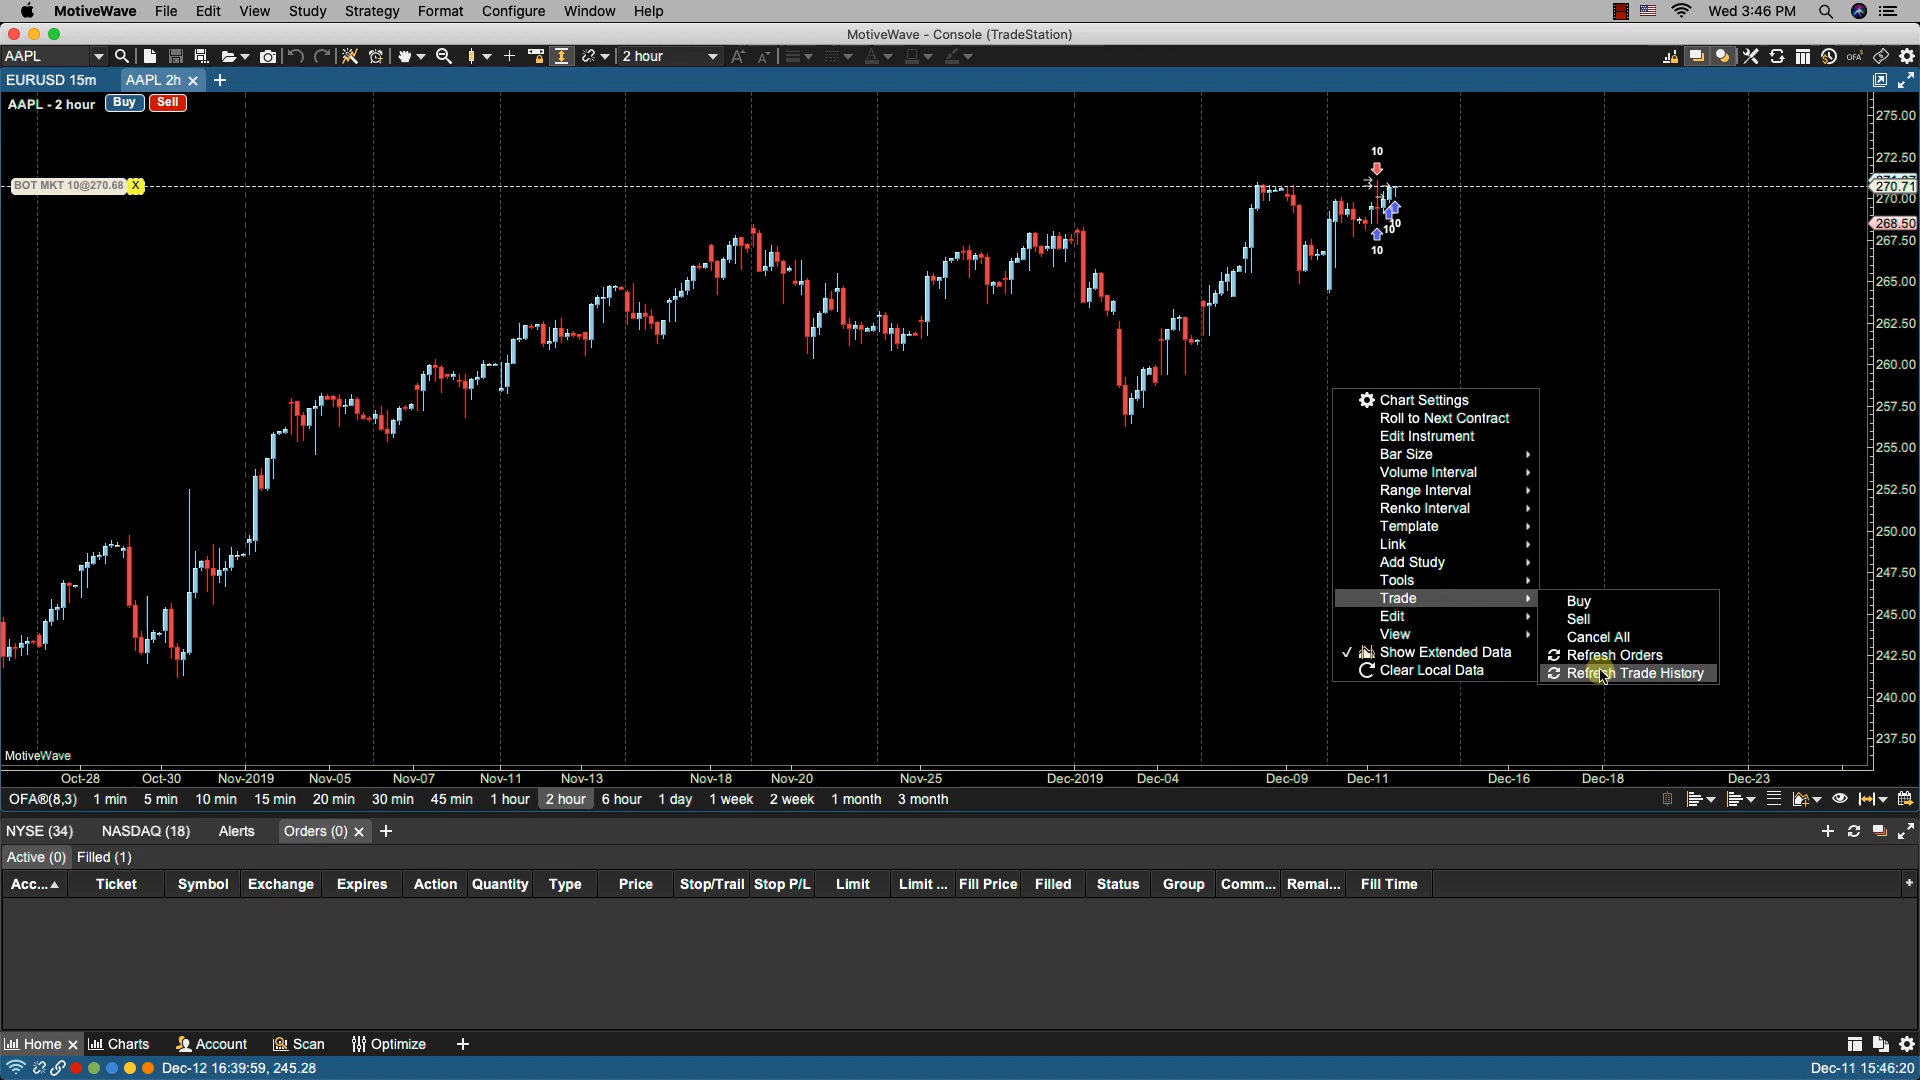 MotiveWave File Edit View Study Strategy Format Configure Window Help Wed 3:46 PM
MotiveWave - Console (TradeStation)
AAPL 2 hour
EURUSD 15m AAPL 2h
AAPL - 2 hour Buy Sell
275.00
10
272.50
BOT MKT 10@270.68 X
270.71
270.00
268.50
10
10
10
267.50
265.00
262.50
260.00
257.50
255.00
252.50
250.00
247.50
245.00
242.50
240.00
237.50
Chart Settings
Roll to Next Contract
Edit Instrument
Bar Size
Volume Interval
Range Interval
Renko Interval
Template
Link
Add Study
Tools
Trade
Edit
View
Show Extended Data
Clear Local Data
Buy
Sell
Cancel All
Refresh Orders
Refresh Trade History
MotiveWave
Oct-28 Oct-30 Nov-2019 Nov-05 Nov-07 Nov-11 Nov-13 Nov-18 Nov-20 Nov-25 Dec-2019 Dec-04 Dec-09 Dec-11 Dec-16 Dec-18 Dec-23
OFA®(8,3) 1 min 5 min 10 min 15 min 20 min 30 min 45 min 1 hour 2 hour 6 hour 1 day 1 week 2 week 1 month 3 month
NYSE (34) NASDAQ (18) Alerts Orders (0)
Active (0) Filled (1)
Acc... Ticket Symbol Exchange Expires Action Quantity Type Price Stop/Trail Stop P/L Limit Limit ... Fill Price Filled Status Group Comm... Remai... Fill Time
Home Charts Account Scan Optimize
Dec-12 16:39:59, 245.28 Dec-11 15:46:20